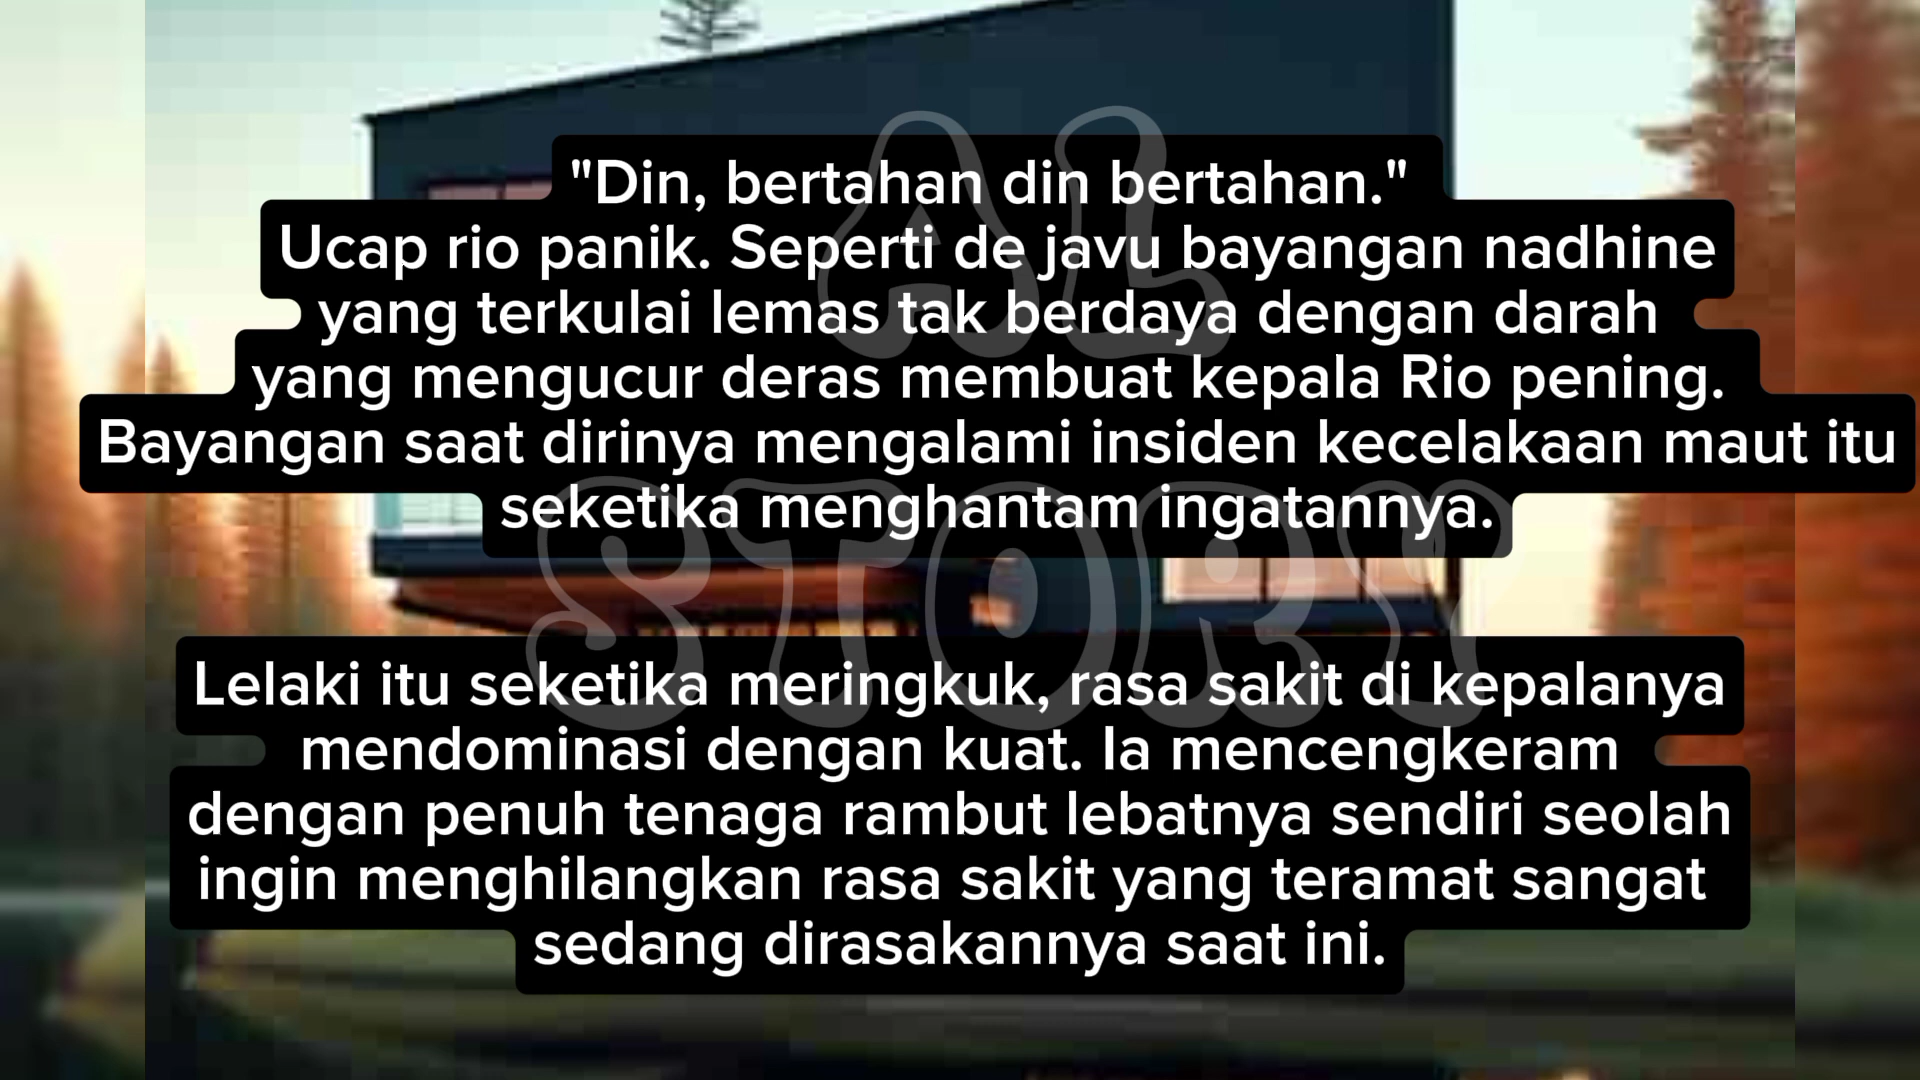 "Din, bertahan din bertahan."
Ucap rio panik. Seperti de javu bayangan nadhine
yang terkulai lemas tak berdaya dengan darah
yang mengucur deras membuat kepala Rio pening.
Bayangan saat dirinya mengalami insiden kecelakaan maut itu
seketika menghantam ingatannya.
Lelaki itu seketika meringkuk, rasa sakit di kepalanya
mendominasi dengan kuat. Ia mencengkeram
dengan penuh tenaga rambut lebatnya sendiri seolah
ingin menghilangkan rasa sakit yang teramat sangat
sedang dirasakannya saat ini.
AL
STORY